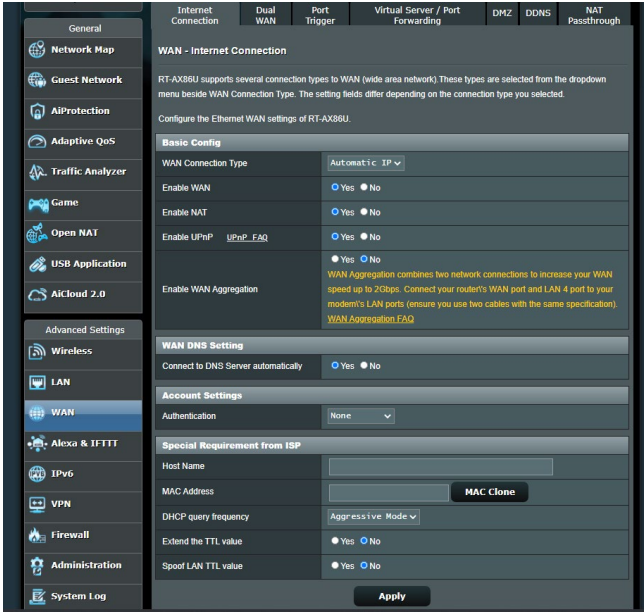 Internet Connection
Dual WAN
Port Trigger
Virtual Server / Port Forwarding
DMZ
DDNS
NAT Passthrough
General
Network Map
Guest Network
AiProtection
Adaptive QoS
Traffic Analyzer
Game
Open NAT
USB Application
AiCloud 2.0
Advanced Settings
Wireless
LAN
WAN
Alexa & IFTTT
IPv6
VPN
Firewall
Administration
System Log
WAN - Internet Connection
RT-AX86U supports several connection types to WAN (wide area network).These types are selected from the dropdown
menu beside WAN Connection Type. The setting fields differ depending on the connection type you selected.
Configure the Ethernet WAN settings of RT-AX86U.
Basic Config
WAN Connection Type Automatic IP
Enable WAN Yes No
Enable NAT Yes No
Enable UPnP UPnP FAQ Yes No
Enable WAN Aggregation Yes No
WAN Aggregation combines two network connections to increase your WAN
speed up to 2Gbps. Connect your router\'s WAN port and LAN 4 port to your
modem\'s LAN ports (ensure you use two cables with the same specification).
WAN Aggregation FAQ
WAN DNS Setting
Connect to DNS Server automatically Yes No
Account Settings
Authentication None
Special Requirement from ISP
Host Name
MAC Address MAC Clone
DHCP query frequency Aggressive Mode
Extend the TTL value Yes No
Spoof LAN TTL value Yes No
Apply